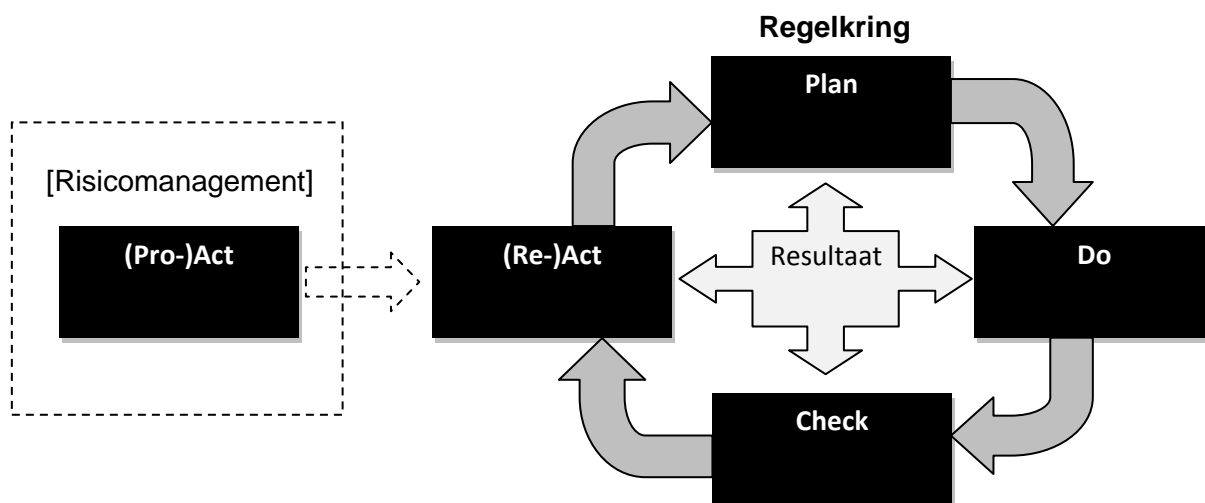 Regelkring
Plan
[Risicomanagement]
(Pro-)Act
(Re-)Act
Resultaat
Do
Check